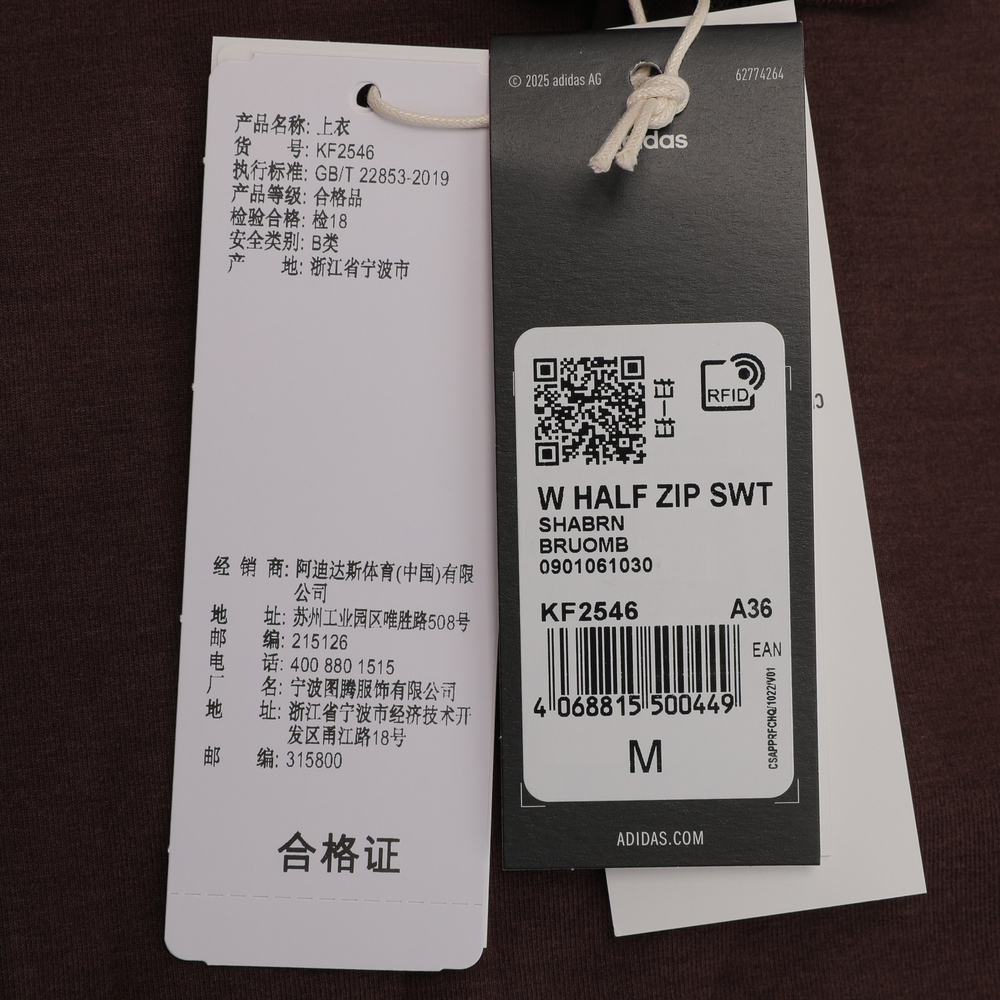 产品名称: 上衣
货 号: KF2546
执行标准: GB/T 22853-2019
产品等级: 合格品
检验合格: 检18
安全类别: B类
产 地: 浙江省宁波市
经 销 商: 阿迪达斯体育(中国)有限
公司
地 址: 苏州工业园区唯胜路508号
邮 编: 215126
电 话: 400 880 1515
厂 名: 宁波图腾服饰有限公司
地 址: 浙江省宁波市经济技术开
发区甬江路18号
邮 编: 315800
合格证
© 2025 adidas AG
62774264
扫一扫
RFID
W HALF ZIP SWT
SHABRN
BRUOMB
0901061030
KF2546 A36
EAN
4 068815 500449
CSAPPRFCHQ/1022/V01
M
ADIDAS.COM